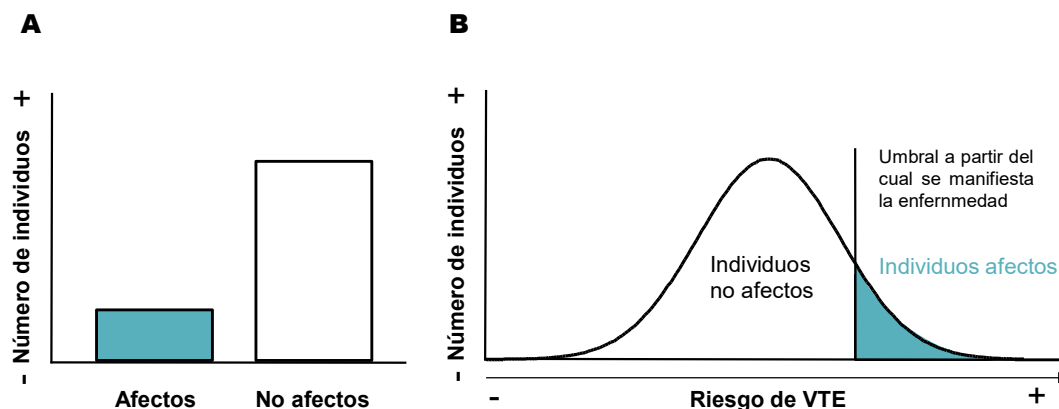 A
+
Número de individuos
-
Afectos
No afectos
B
+
Número de individuos
-
Umbral a partir del
cual se manifiesta
la enfernmedad
Individuos
no afectos
Individuos afectos
-
Riesgo de VTE
+